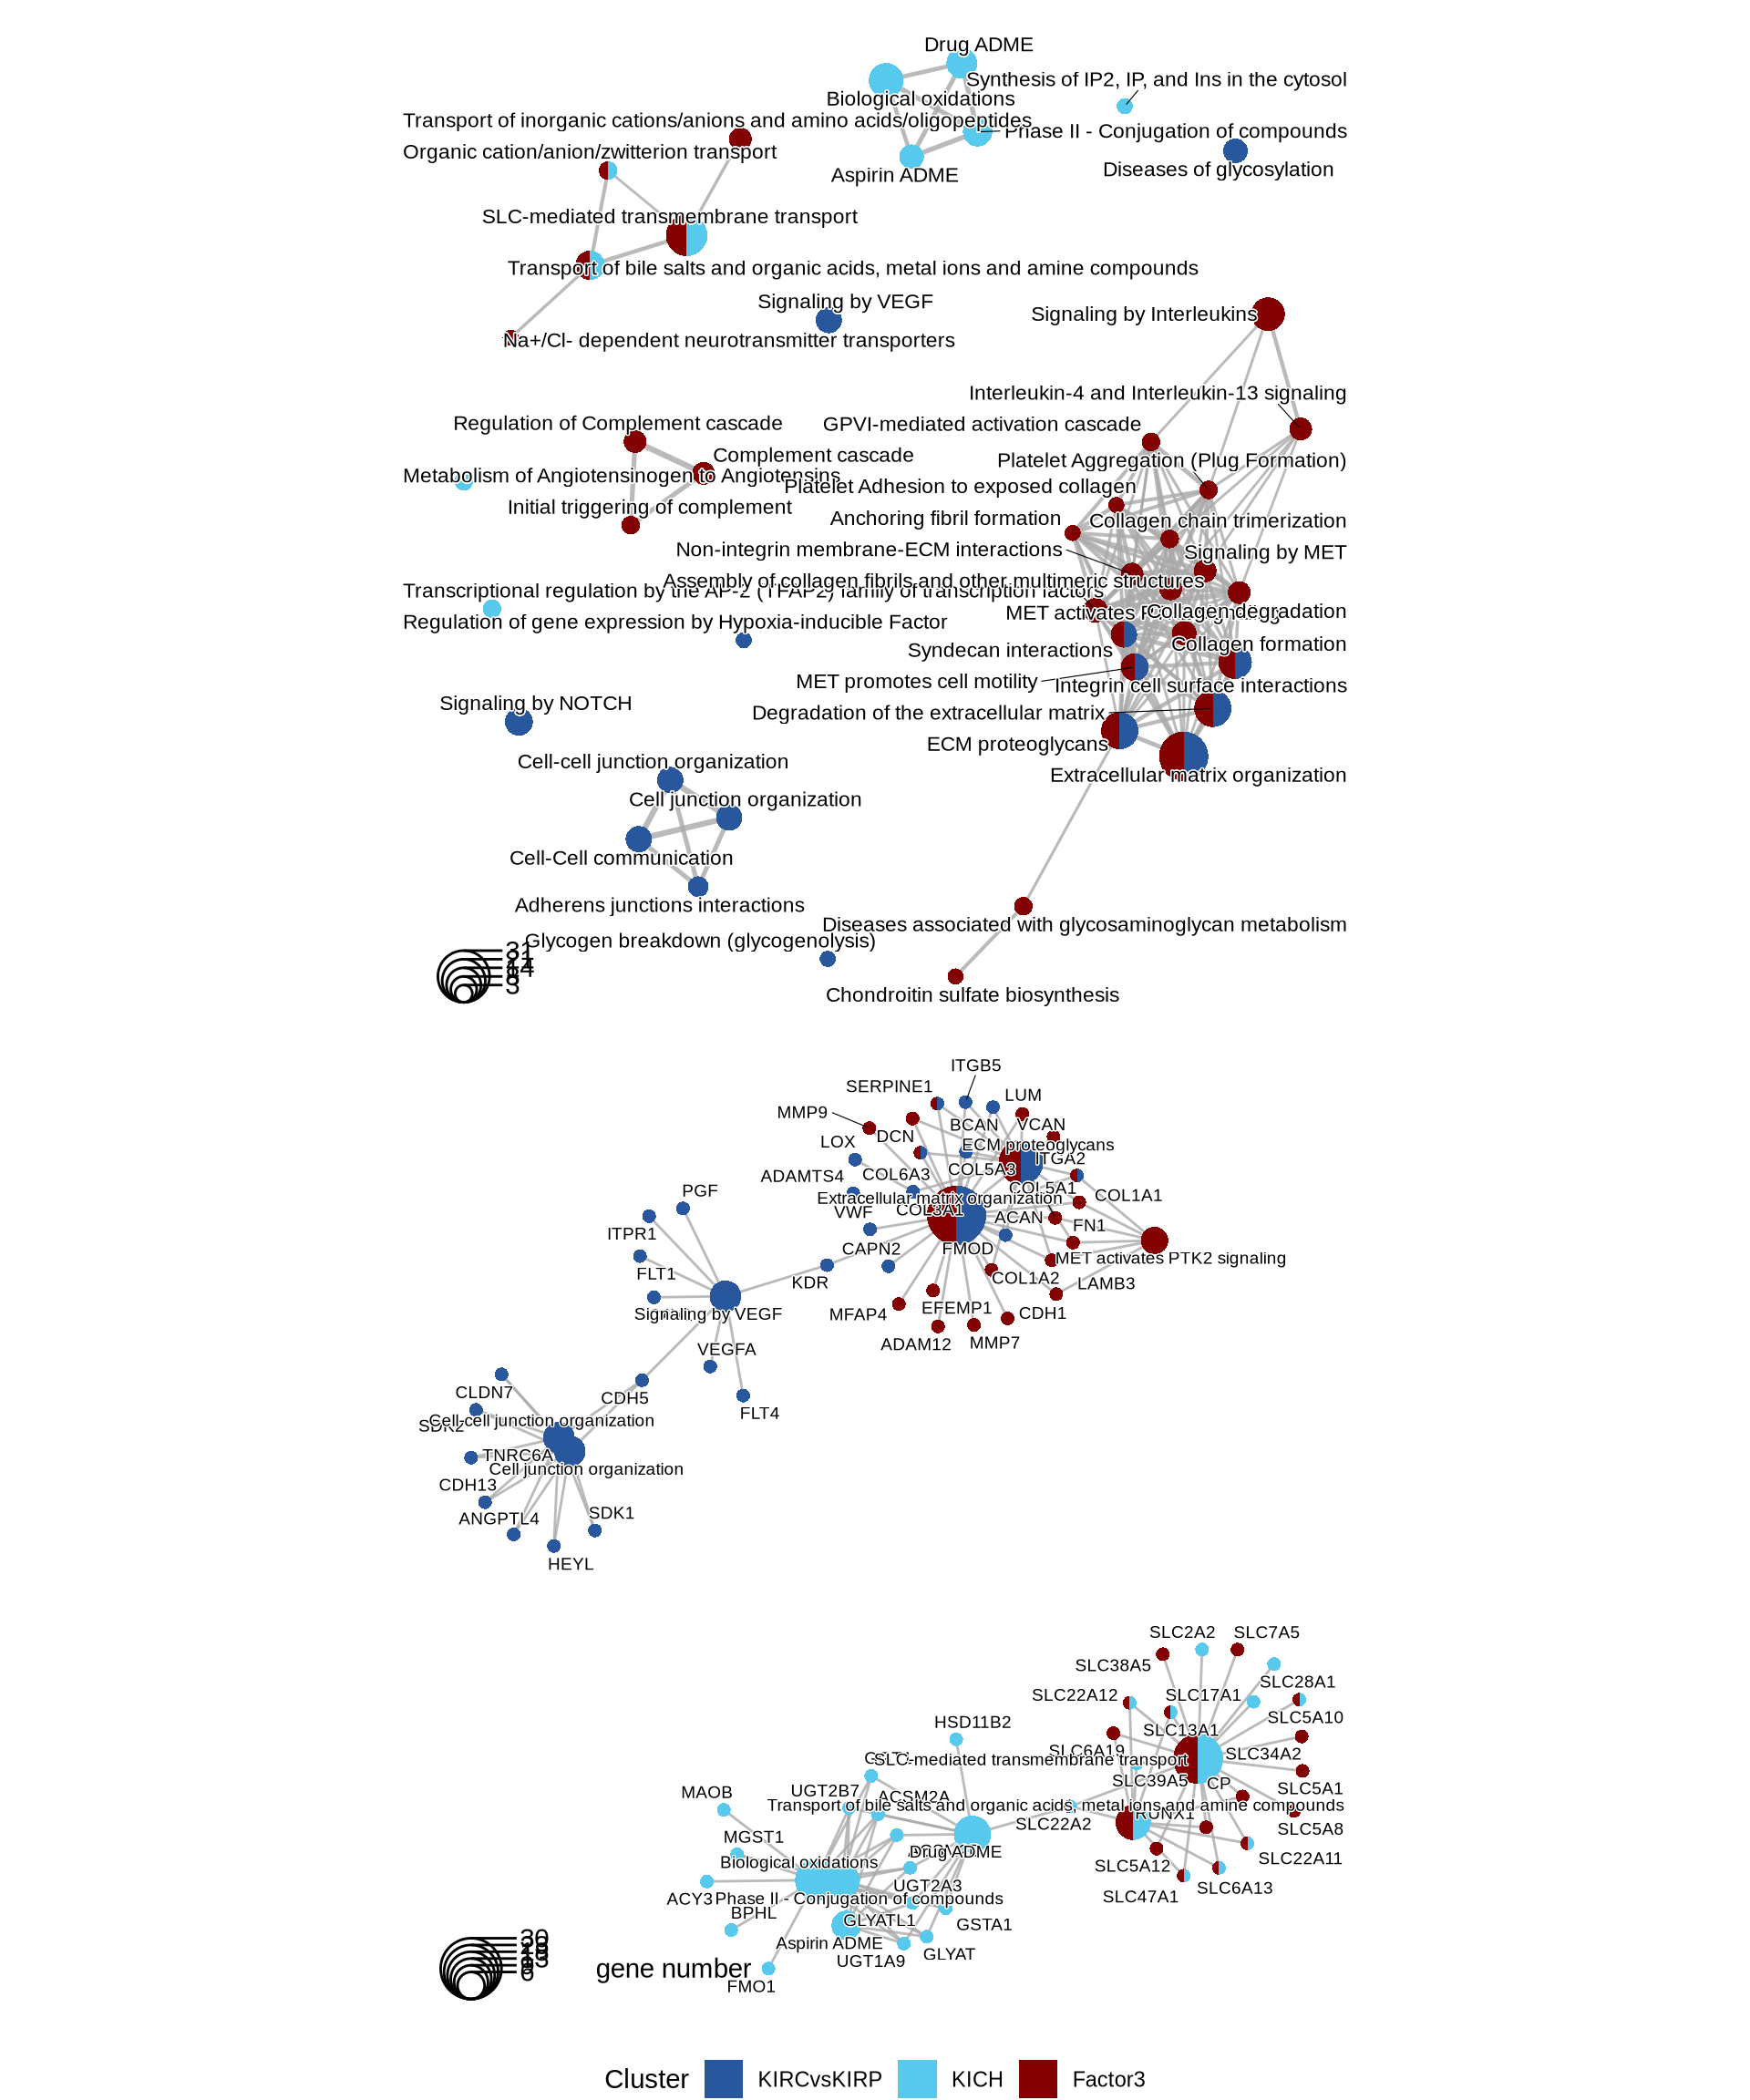 Drug ADME
Synthesis of IP2, IP, and Ins in the cytosol
Biological oxidations
Transport of inorganic cations/anions and amino acids/oligopeptides
Phase II - Conjugation of compounds
Organic cation/anion/zwitterion transport
Aspirin ADME
Diseases of glycosylation
SLC-mediated transmembrane transport
Transport of bile salts and organic acids, metal ions and amine compounds
Signaling by VEGF
Signaling by Interleukins
Na+/Cl- dependent neurotransmitter transporters
Interleukin-4 and Interleukin-13 signaling
Regulation of Complement cascade
GPVI-mediated activation cascade
Complement cascade
Platelet Aggregation (Plug Formation)
Metabolism of Angiotensinogen to Angiotensins
Platelet Adhesion to exposed collagen
Initial triggering of complement
Anchoring fibril formation
Collagen chain trimerization
Non-integrin membrane-ECM interactions
Signaling by MET
Assembly of collagen fibrils and other multimeric structures
Transcriptional regulation by the AP-2 (TFAP2) family of transcription factors
MET activates
Collagen degradation
Regulation of gene expression by Hypoxia-inducible Factor
Syndecan interactions
Collagen formation
MET promotes cell motility
Integrin cell surface interactions
Signaling by NOTCH
Degradation of the extracellular matrix
ECM proteoglycans
Cell-cell junction organization
Extracellular matrix organization
Cell junction organization
Cell-Cell communication
Adherens junctions interactions
Diseases associated with glycosaminoglycan metabolism
Glycogen breakdown (glycogenolysis)
31
14
3
Chondroitin sulfate biosynthesis
ITGB5
SERPINE1
LUM
MMP9
BCAN
VCAN
DCN
LOX
ECM proteoglycans
ITGA2
COL5A3
ADAMTS4
COL6A3
COL5A1
COL1A1
PGF
Extracellular matrix organization
VWF
COL3A1
ACAN
FN1
ITPR1
CAPN2
FMOD
MET activates PTK2 signaling
FLT1
KDR
COL1A2
LAMB3
Signaling by VEGF
MFAP4
EFEMP1
CDH1
ADAM12
MMP7
VEGFA
CLDN7
CDH5
FLT4
SDK2
Cell-cell junction organization
TNRC6A
Cell junction organization
CDH13
ANGPTL4
SDK1
HEYL
SLC2A2
SLC7A5
SLC38A5
SLC28A1
SLC22A12
SLC17A1
SLC5A10
HSD11B2
SLC13A1
SLC6A19
SLC34A2
SLC-mediated transmembrane transport
SLC39A5
CP
SLC5A1
MAOB
UGT2B7
ACSM2A
Transport of bile salts and organic acids, metal ions and amine compounds
RUNX1
SLC22A2
SLC5A8
MGST1
Drug ADME
SLC22A11
Biological oxidations
SLC5A12
UGT2A3
SLC6A13
ACY3
Phase II - Conjugation of compounds
SLC47A1
BPHL
GLYATL1
GSTA1
Aspirin ADME
GLYAT
UGT1A9
30
6
gene number
FMO1
Cluster
KIRCvsKIRP
KICH
Factor3